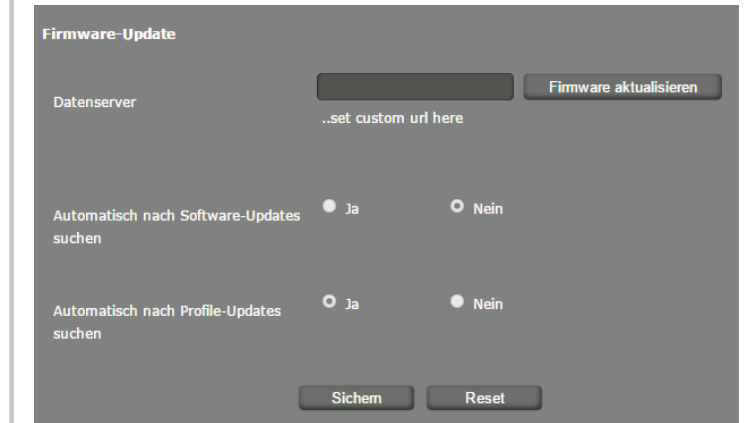 Firmware-Update
Datenserver
Firmware aktualisieren
..set custom url here
Automatisch nach Software-Updates
suchen
Ja
Nein
Automatisch nach Profile-Updates
suchen
Ja
Nein
Sichern
Reset